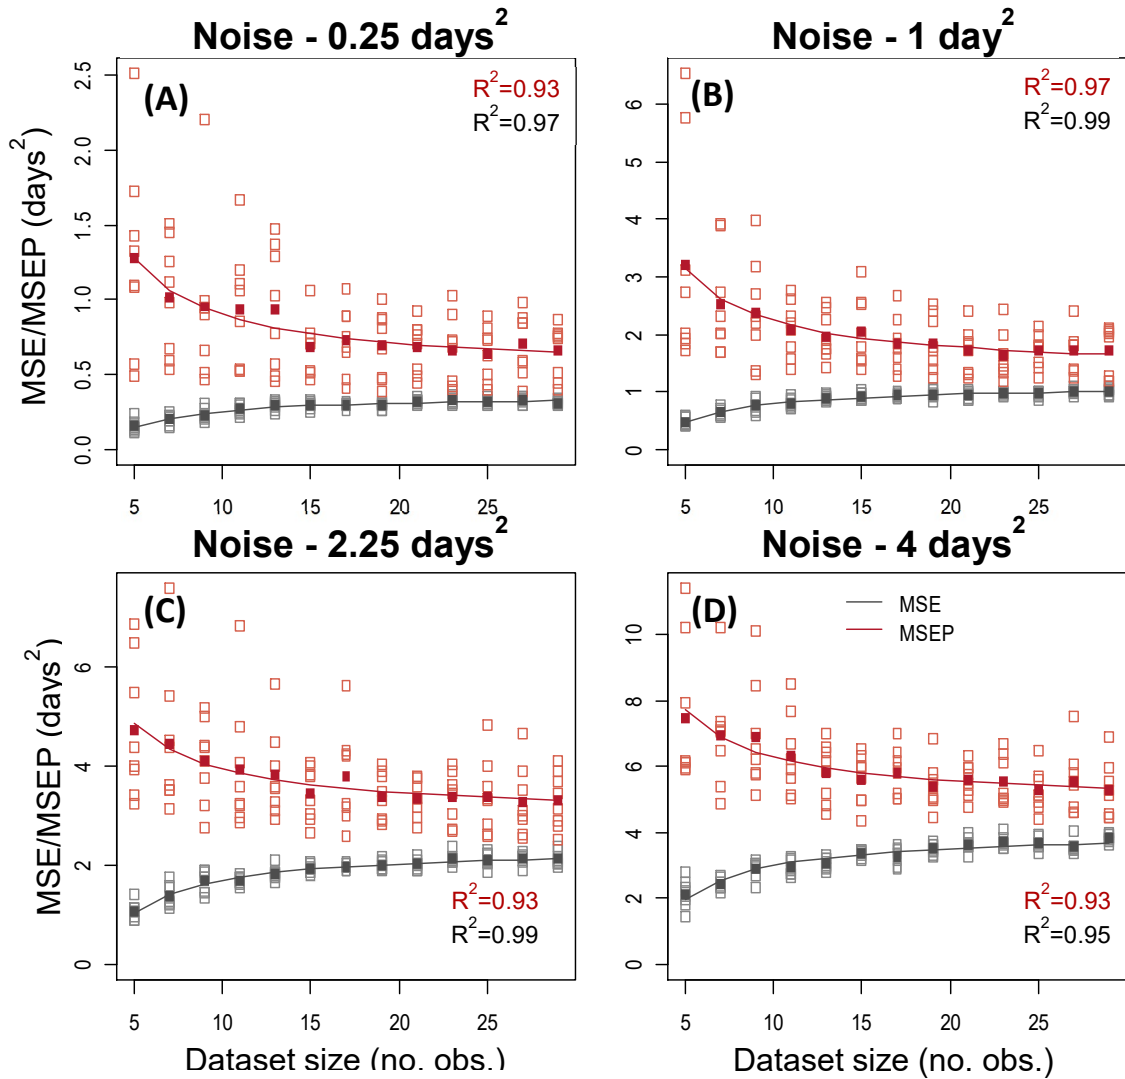 Noise - 0.25 days²
Noise - 1 day²
MSE/MSEP (days²)
(A)
R²=0.93
R²=0.97
2.5
2.0
1.5
1.0
0.5
0.0
5 10 15 20 25
(B)
R²=0.97
R²=0.99
6
5
4
3
2
1
0
5 10 15 20 25
Noise - 2.25 days²
Noise - 4 days²
MSE/MSEP (days²)
(C)
6
4
2
0
R²=0.93
R²=0.99
5 10 15 20 25
Dataset size (no. obs.)
(D)
MSE
MSEP
10
8
6
4
2
0
R²=0.93
R²=0.95
5 10 15 20 25
Dataset size (no. obs.)